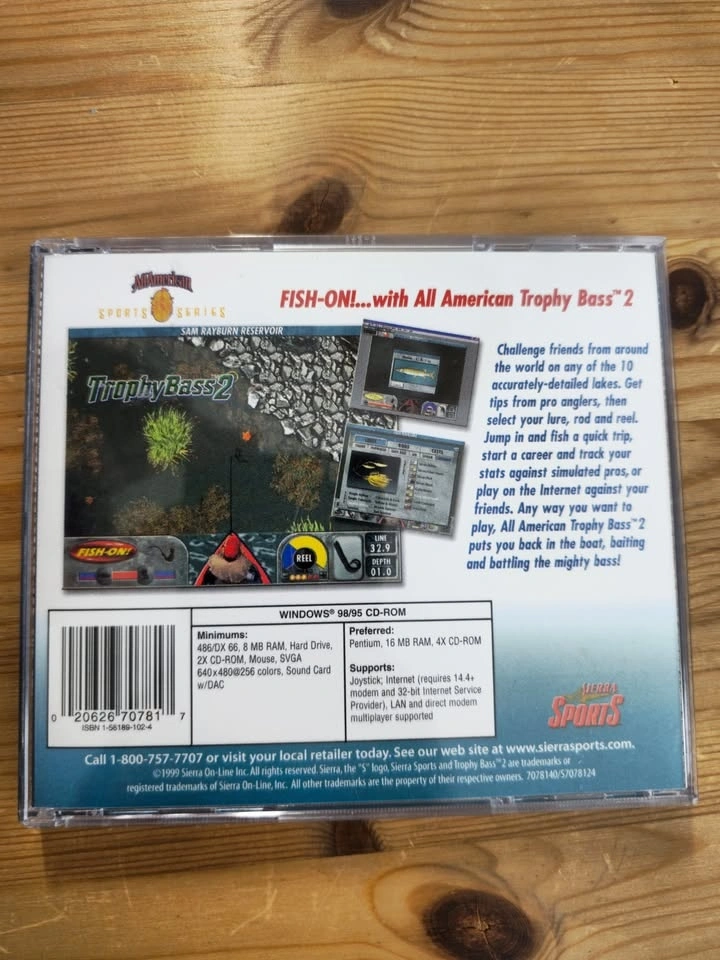 All American
SPORTS SERIES
FISH-ON!...with All American Trophy Bass™ 2
SAM RAYBURN RESERVOIR
TrophyBass2
FISH-ON!
REEL
LINE
32.9
DEPTH
01.0
Challenge friends from around
the world on any of the 10
accurately-detailed lakes. Get
tips from pro anglers, then
select your lure, rod and reel.
Jump in and fish a quick trip,
start a career and track your
stats against simulated pros, or
play on the Internet against your
friends. Any way you want to
play, All American Trophy Bass™ 2
puts you back in the boat, baiting
and battling the mighty bass!
WINDOWS® 98/95 CD-ROM
Minimums:
486/DX 66, 8 MB RAM, Hard Drive,
2X CD-ROM, Mouse, SVGA
640x480@256 colors, Sound Card
w/DAC
Preferred:
Pentium, 16 MB RAM, 4X CD-ROM
Supports:
Joystick; Internet (requires 14.4+
modem and 32-bit Internet Service
Provider), LAN and direct modem
multiplayer supported
0 20626 70781 7
ISBN 1-56189-102-4
SIERRA
SPORTS
Call 1-800-757-7707 or visit your local retailer today. See our web site at www.sierrasports.com.
©1999 Sierra On-Line Inc. All rights reserved. Sierra, the "S" logo, Sierra Sports and Trophy Bass™ 2 are trademarks or
registered trademarks of Sierra On-Line, Inc. All other trademarks are the property of their respective owners. 7078140/S7078124